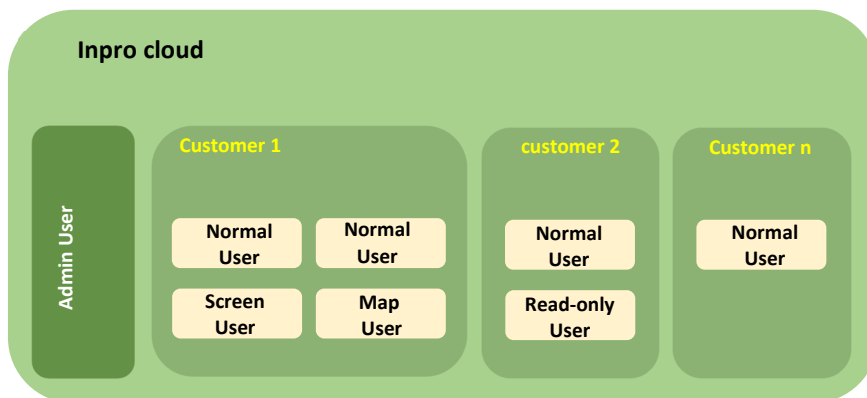 Inpro cloud
Admin User
Customer 1
Normal
User
Normal
User
Screen
User
Map
User
customer 2
Normal
User
Read-only
User
Customer n
Normal
User